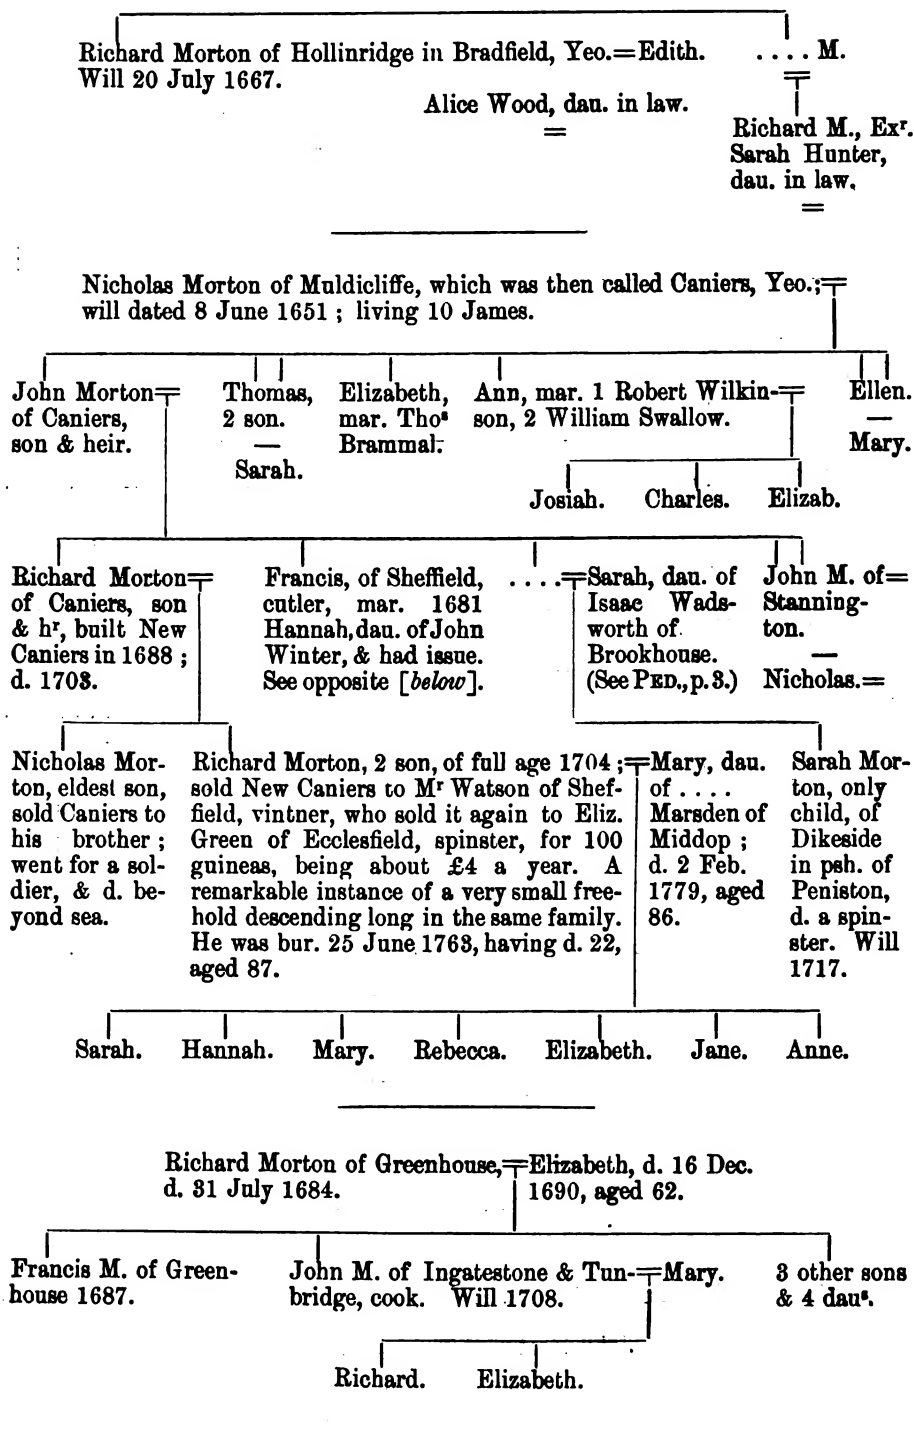 Richard Morton of Hollinridge in Bradfield, Yeo.=Edith.
Will 20 July 1667.
. . . . M.
Alice Wood, dau. in law.
=
Richard M., Exʳ.
Sarah Hunter,
dau. in law.
=
Nicholas Morton of Muldicliffe, which was then called Caniers, Yeo.;=
will dated 8 June 1651 ; living 10 James.
John Morton=
of Caniers,
son & heir.
Thomas,
2 son.
—
Sarah.
Elizabeth,
mar. Thoˢ
Brammal.
Ann, mar. 1 Robert Wilkin-=
son, 2 William Swallow.
Ellen.
—
Mary.
Josiah. Charles. Elizab.
Richard Morton=
of Caniers, son
& hʳ, built New
Caniers in 1688 ;
d. 1703.
Francis, of Sheffield,
cutler, mar. 1681
Hannah, dau. of John
Winter, & had issue.
See opposite [below].
. . . .=Sarah, dau. of
Isaac Wads-
worth of
Brookhouse.
(See PED., p. 3.)
John M. of=
Stanning-
ton.
—
Nicholas.=
Nicholas Mor-
ton, eldest son,
sold Caniers to
his brother ;
went for a sol-
dier, & d. be-
yond sea.
Richard Morton, 2 son, of full age 1704 ;=
sold New Caniers to Mʳ Watson of Shef-
field, vintner, who sold it again to Eliz.
Green of Ecclesfield, spinster, for 100
guineas, being about £4 a year. A
remarkable instance of a very small free-
hold descending long in the same family.
He was bur. 25 June 1763, having d. 22,
aged 87.
Mary, dau.
of . . . .
Marsden of
Middop ;
d. 2 Feb.
1779, aged
86.
Sarah Mor-
ton, only
child, of
Dikeside
in psh. of
Peniston,
d. a spin-
ster. Will
1717.
Sarah. Hannah. Mary. Rebecca. Elizabeth. Jane. Anne.
Richard Morton of Greenhouse,=Elizabeth, d. 16 Dec.
d. 31 July 1684. 1690, aged 62.
Francis M. of Green-
house 1687.
John M. of Ingatestone & Tun-=Mary.
bridge, cook. Will 1708.
3 other sons
& 4 dauˢ.
Richard. Elizabeth.